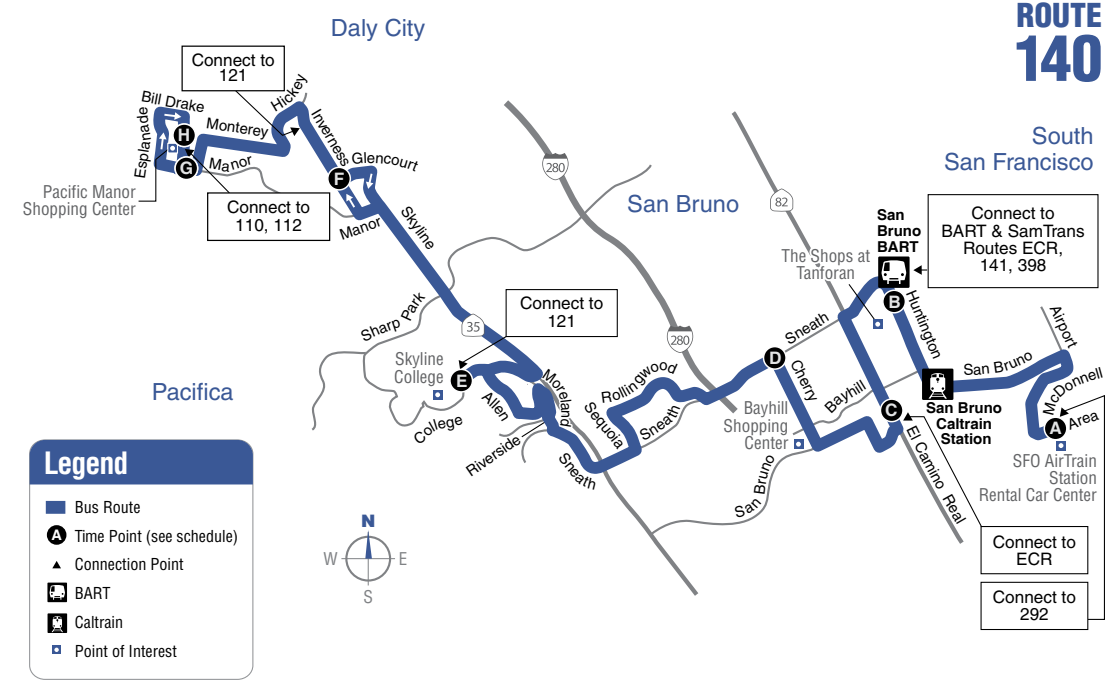 ROUTE
140
Daly City
South
San Francisco
San Bruno
Pacifica
Connect to
121
Hickey
Bill Drake
Esplanade
Monterey
Inverness
H
G
Manor
F
Glencourt
Pacific Manor
Shopping Center
Connect to
110, 112
Manor
Skyline
280
82
San
Bruno
BART
Connect to
BART & SamTrans
Routes ECR,
141, 398
The Shops at
Tanforan
B
Huntington
Sharp Park
35
Connect to
121
280
Sneath
D
Airport
San Bruno
McDonnell
Skyline
College
E
Allen
College
Moreland
Riverside
Sneath
Rollingwood
Sequoia
Sneath
Cherry
Bayhill
Bayhill
Shopping
Center
C
San Bruno
Caltrain
Station
A
Area
SFO AirTrain
Station
Rental Car Center
San Bruno
El Camino Real
Connect to
ECR
Connect to
292
N
W
E
S
Legend
Bus Route
A
Time Point (see schedule)
Connection Point
BART
Caltrain
Point of Interest